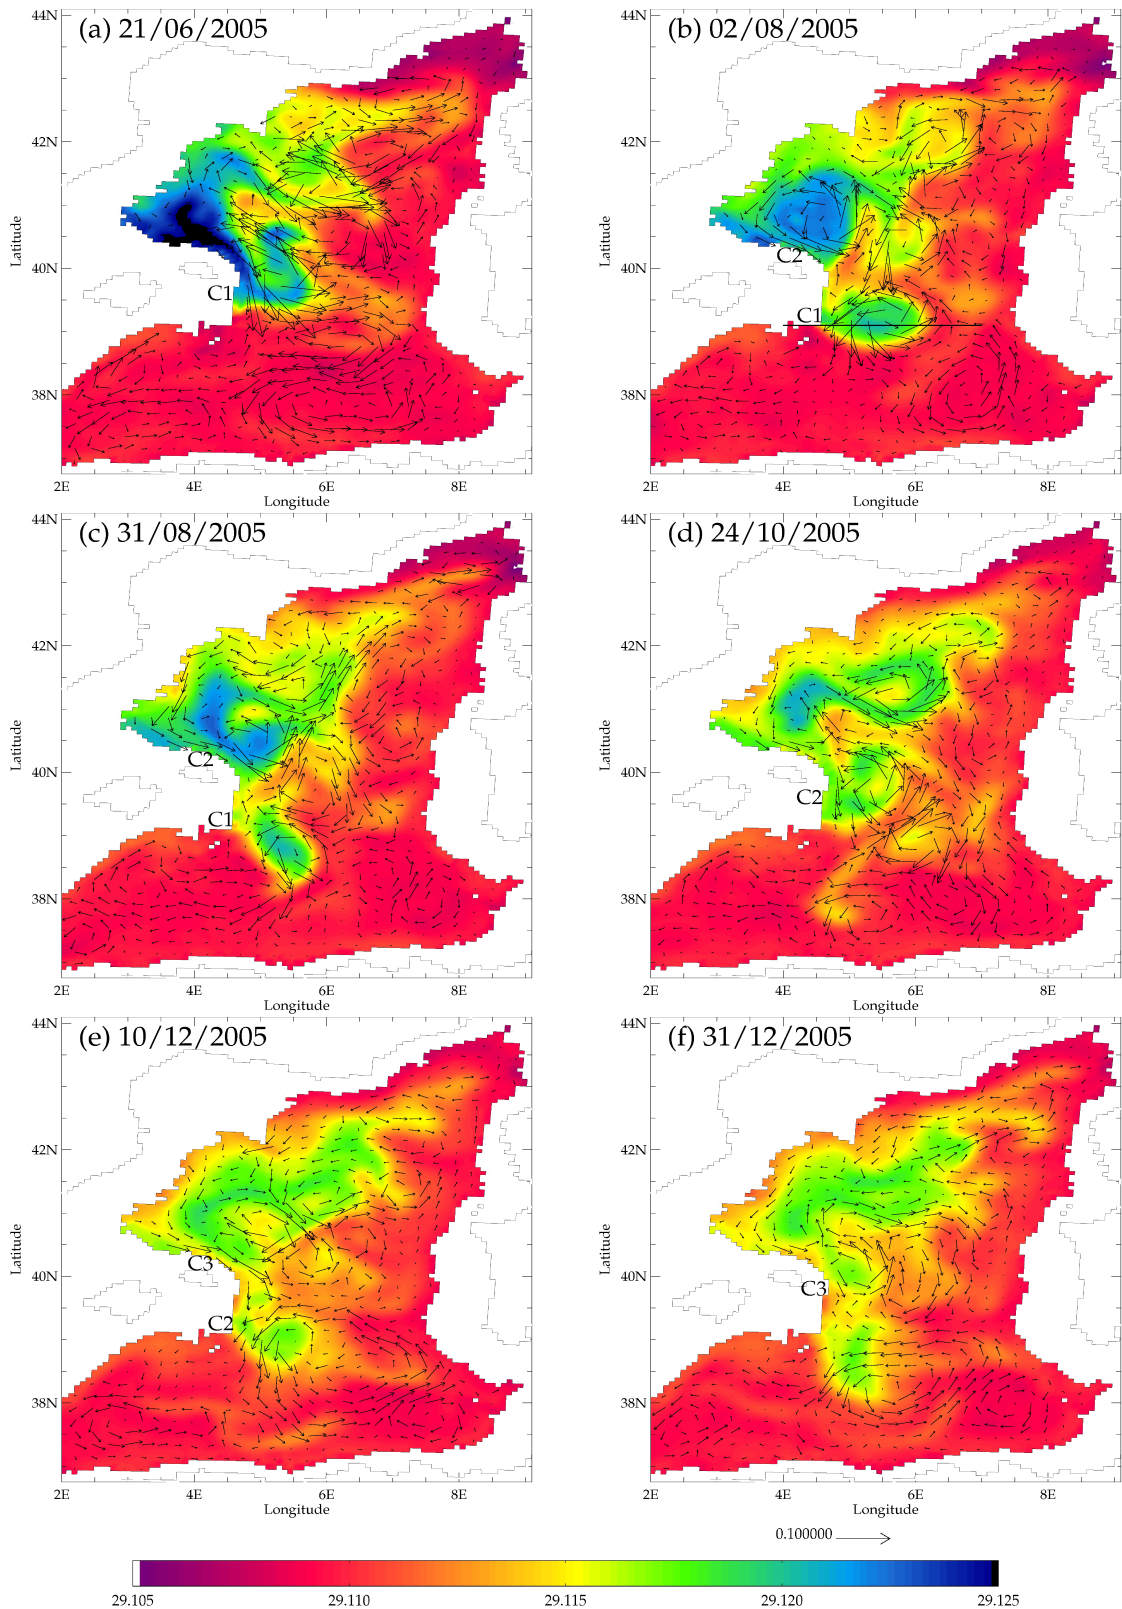 (a) 21/06/2005
44N
42N
40N
38N
Latitude
C1
2E 4E 6E 8E
Longitude
(b) 02/08/2005
44N
42N
40N
38N
Latitude
C2
C1
2E 4E 6E 8E
Longitude
(c) 31/08/2005
44N
42N
40N
38N
Latitude
C2
C1
2E 4E 6E 8E
Longitude
(d) 24/10/2005
44N
42N
40N
38N
Latitude
C2
2E 4E 6E 8E
Longitude
(e) 10/12/2005
44N
42N
40N
38N
Latitude
C3
C2
2E 4E 6E 8E
Longitude
(f) 31/12/2005
44N
42N
40N
38N
Latitude
C3
2E 4E 6E 8E
Longitude
0.100000
29.105 29.110 29.115 29.120 29.125